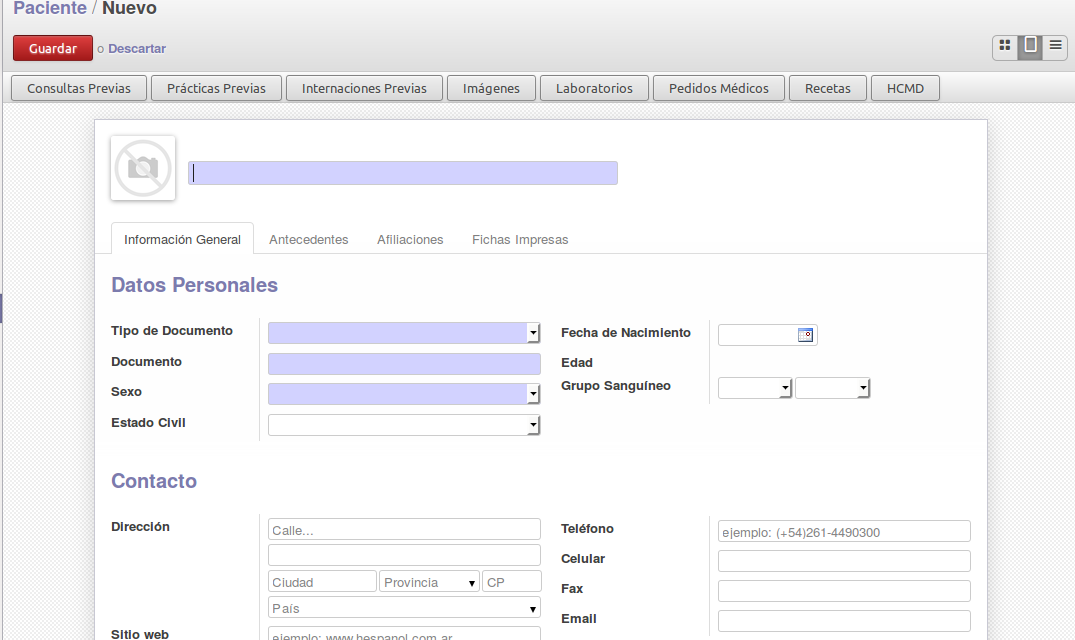 Paciente / Nuevo
Guardar o Descartar
Consultas Previas Prácticas Previas Internaciones Previas Imágenes Laboratorios Pedidos Médicos Recetas HCMD
Información General Antecedentes Afiliaciones Fichas Impresas
Datos Personales
Tipo de Documento
Documento
Sexo
Estado Civil
Fecha de Nacimiento
Edad
Grupo Sanguíneo
Contacto
Dirección
Calle...
Ciudad Provincia CP
País
Sitio web ejemplo: www.hespanol.com.ar
Teléfono ejemplo: (+54)261-4490300
Celular
Fax
Email